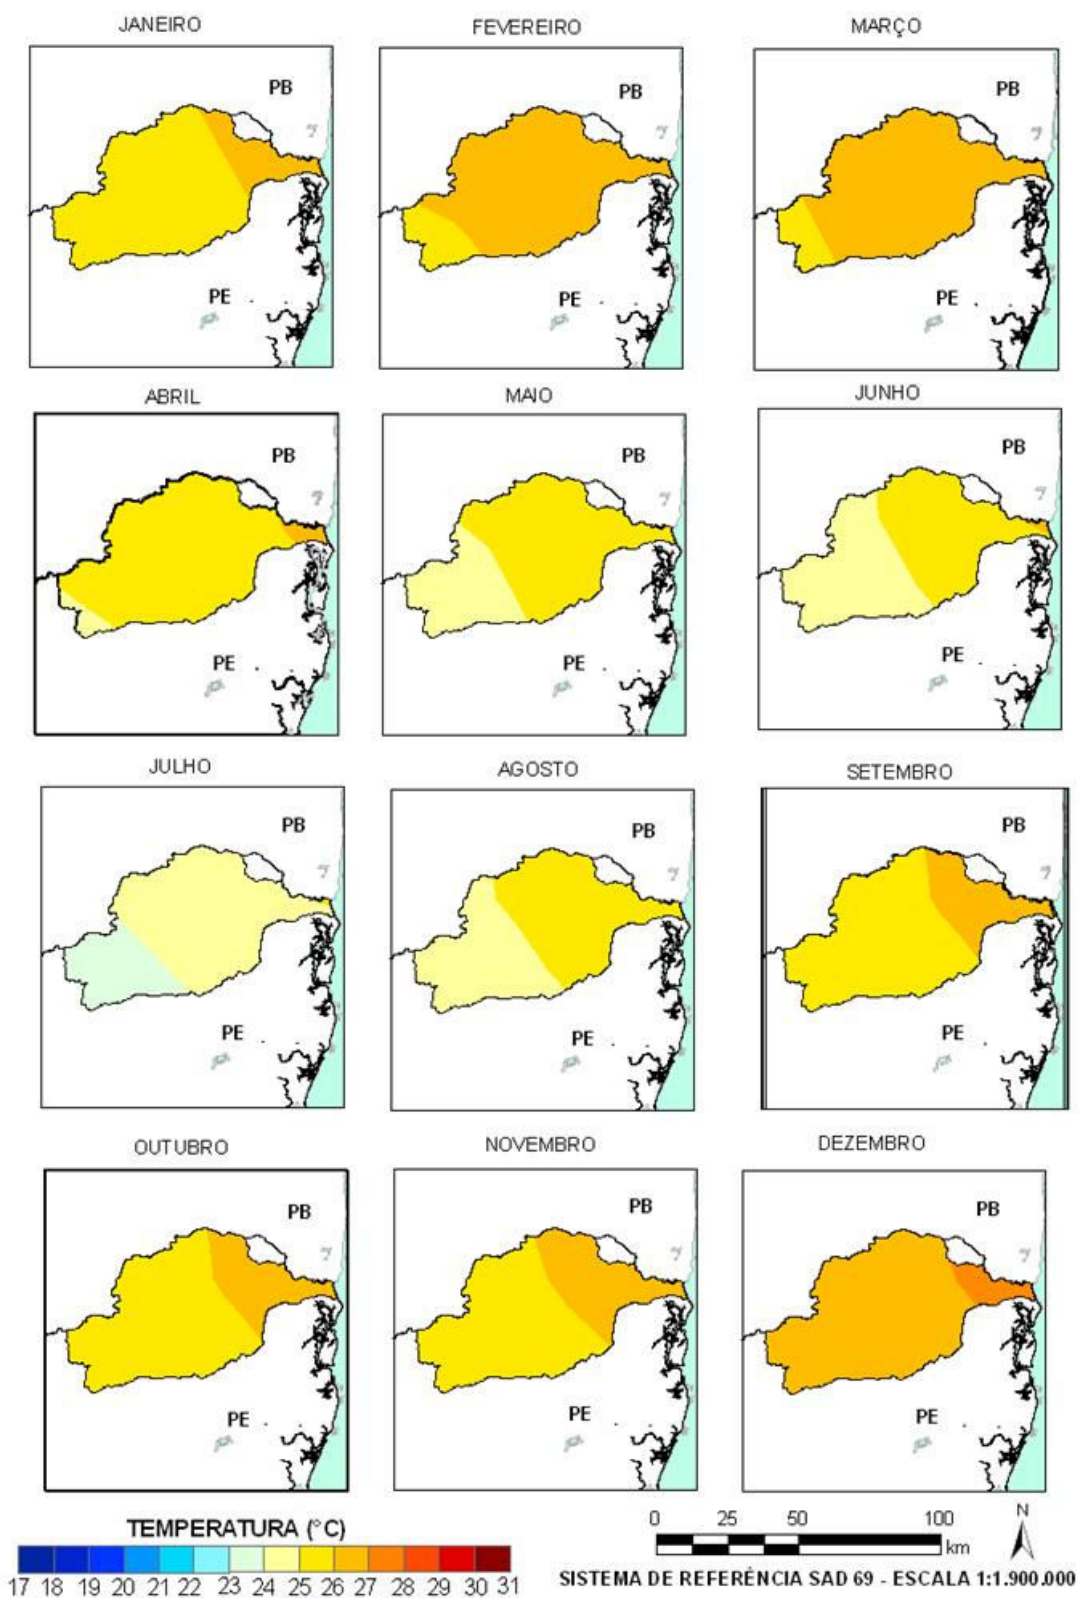 JANEIRO FEVEREIRO MARÇO
PB PB PB
PE PE PE
ABRIL MAIO JUNHO
PB PB PB
PE PE PE
JULHO AGOSTO SETEMBRO
PB PB PB
PE PE PE
OUTUBRO NOVEMBRO DEZEMBRO
PB PB PB
PE PE PE
TEMPERATURA (°C)
17 18 19 20 21 22 23 24 25 26 27 28 29 30 31
0 25 50 100
km
N
SISTEMA DE REFERÊNCIA SAD 69 - ESCALA 1:1.900.000